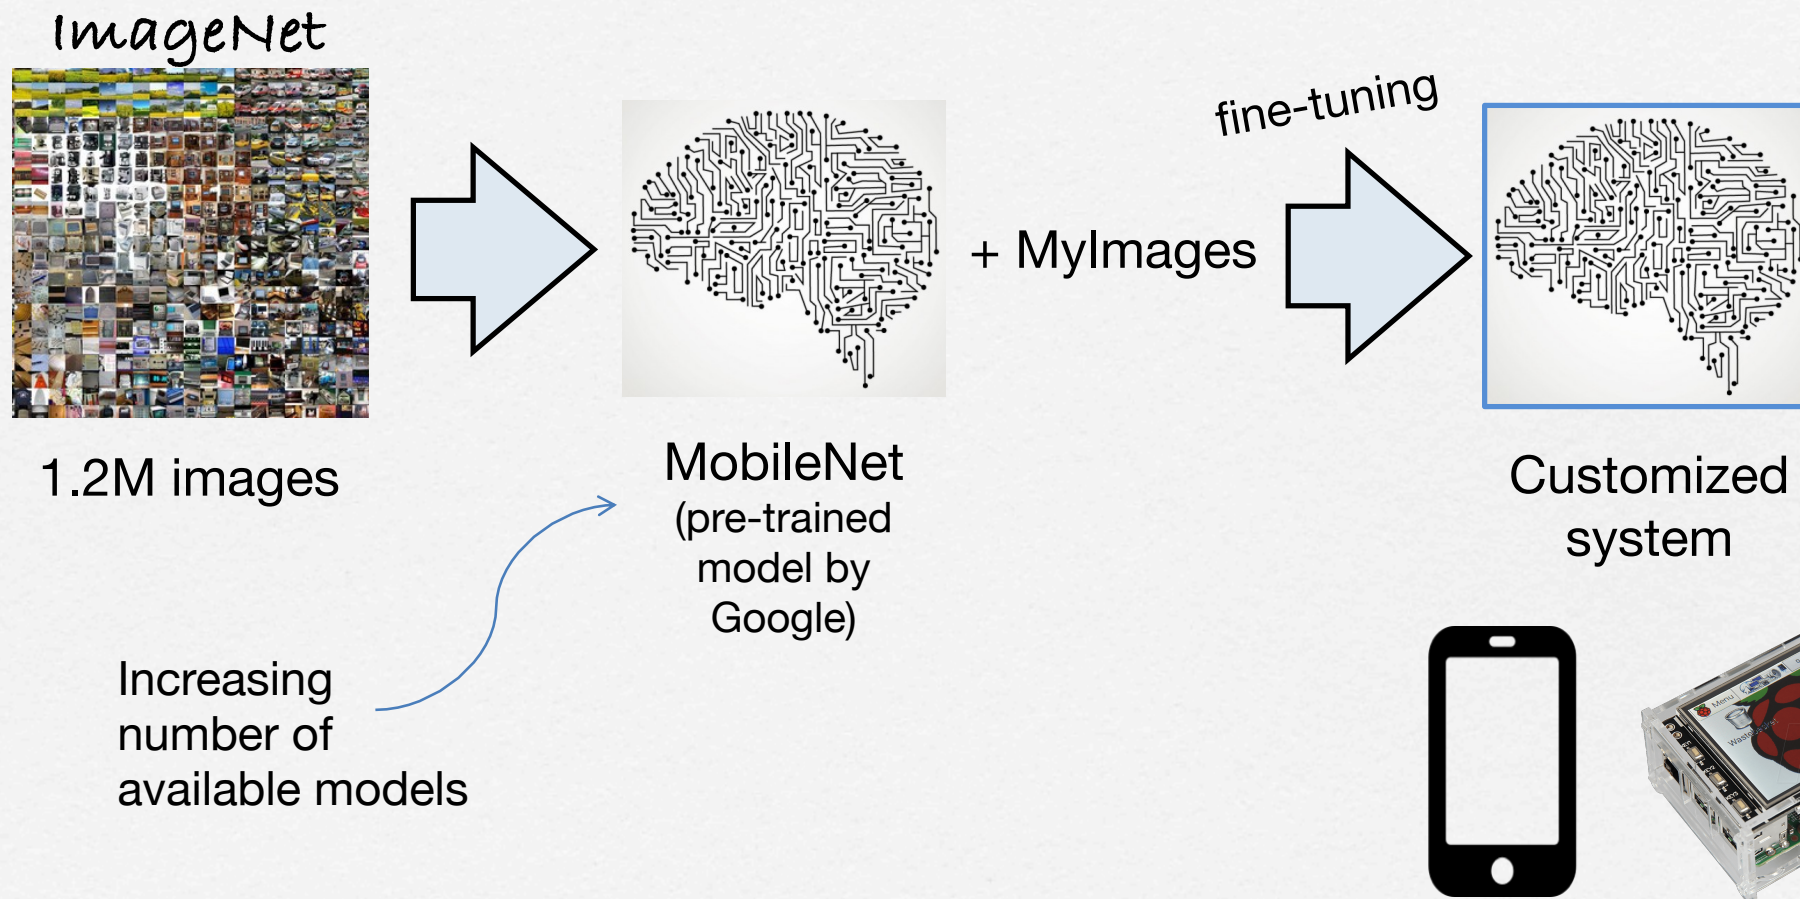 ImageNet
fine-tuning
+ MyImages
1.2M images
MobileNet
(pre-trained
model by
Google)
Customized
system
Increasing
number of
available models
Menu